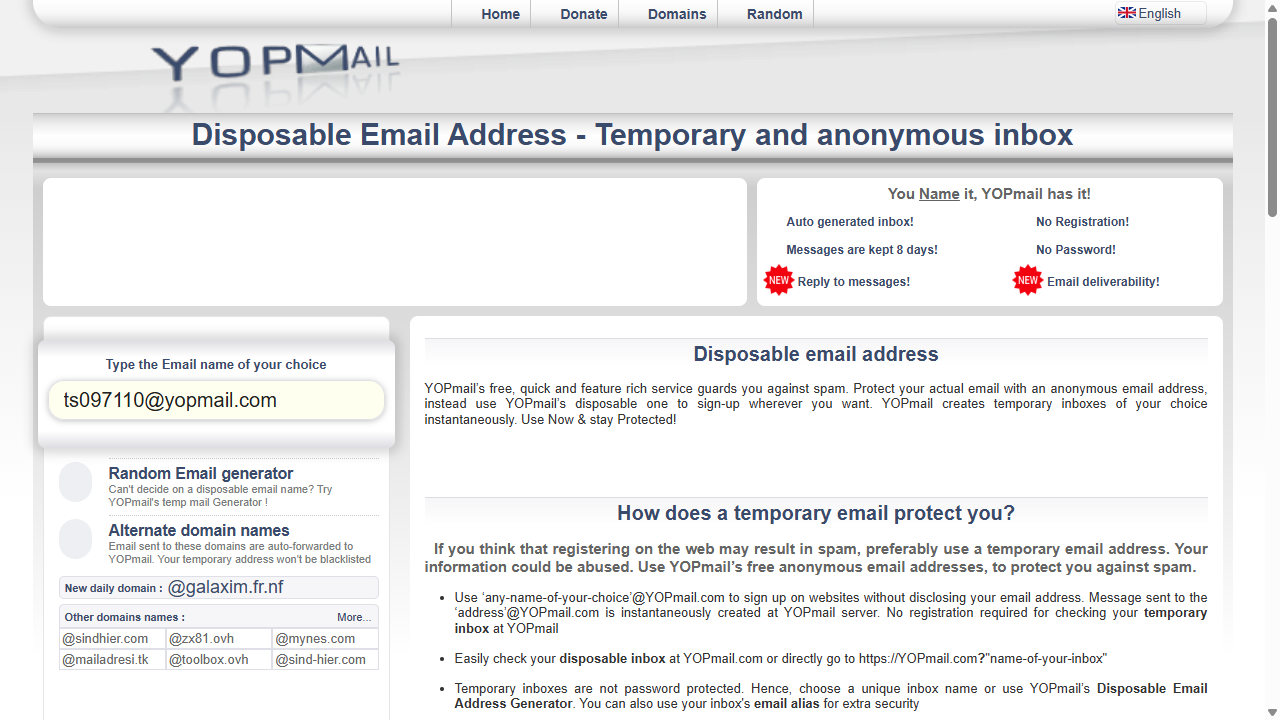 Home Donate Domains Random English
YOPMAIL
Disposable Email Address - Temporary and anonymous inbox
You Name it, YOPmail has it!
Auto generated inbox! No Registration!
Messages are kept 8 days! No Password!
NEW Reply to messages! NEW Email deliverability!
Type the Email name of your choice
ts097110@yopmail.com
Random Email generator
Can't decide on a disposable email name? Try
YOPmail's temp mail Generator !
Alternate domain names
Email sent to these domains are auto-forwarded to
YOPmail. Your temporary address won't be blacklisted
New daily domain : @galaxim.fr.nf
Other domains names : More...
@sindhier.com @zx81.ovh @mynes.com
@mailadresi.tk @toolbox.ovh @sind-hier.com
Disposable email address
YOPmail’s free, quick and feature rich service guards you against spam. Protect your actual email with an anonymous email address,
instead use YOPmail’s disposable one to sign-up wherever you want. YOPmail creates temporary inboxes of your choice
instantaneously. Use Now & stay Protected!
How does a temporary email protect you?
If you think that registering on the web may result in spam, preferably use a temporary email address. Your
information could be abused. Use YOPmail’s free anonymous email addresses, to protect you against spam.
• Use ‘any-name-of-your-choice’@YOPmail.com to sign up on websites without disclosing your email address. Message sent to the
‘address’@YOPmail.com is instantaneously created at YOPmail server. No registration required for checking your temporary
inbox at YOPmail
• Easily check your disposable inbox at YOPmail.com or directly go to https://YOPmail.com?"name-of-your-inbox"
• Temporary inboxes are not password protected. Hence, choose a unique inbox name or use YOPmail’s Disposable Email
Address Generator. You can also use your inbox's email alias for extra security